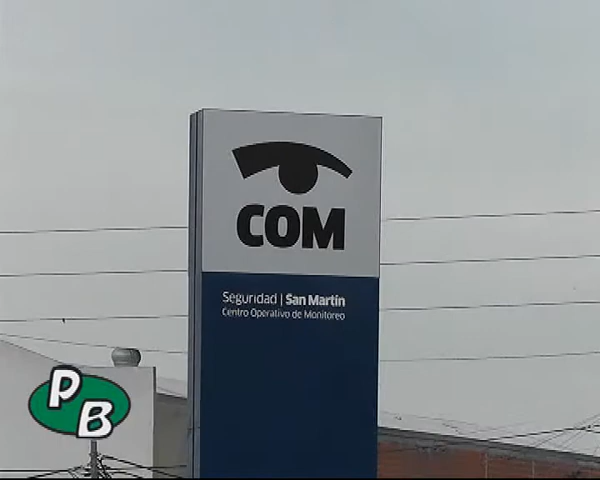 COM
Seguridad | San Martín
Centro Operativo de Monitoreo
PB